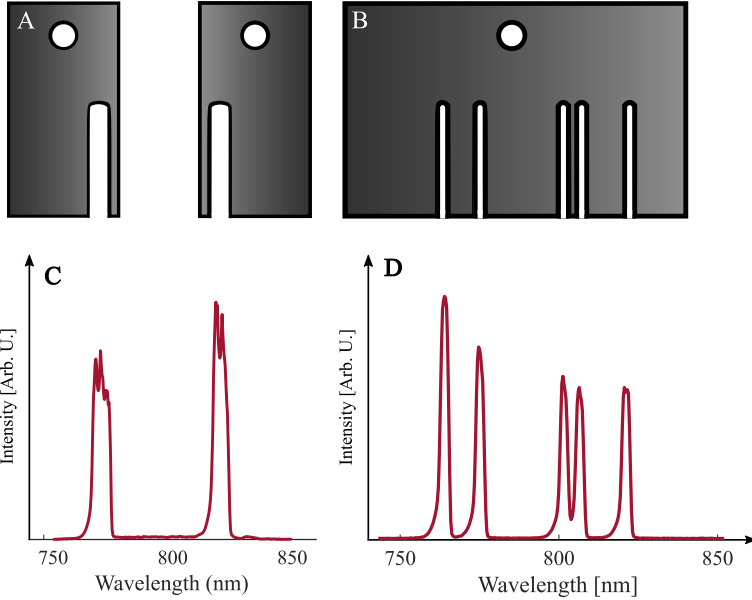 A
B
C
D
Intensity [Arb. U.]
Intensity [Arb. U.]
750
800
850
750
800
850
Wavelength (nm)
Wavelength [nm]